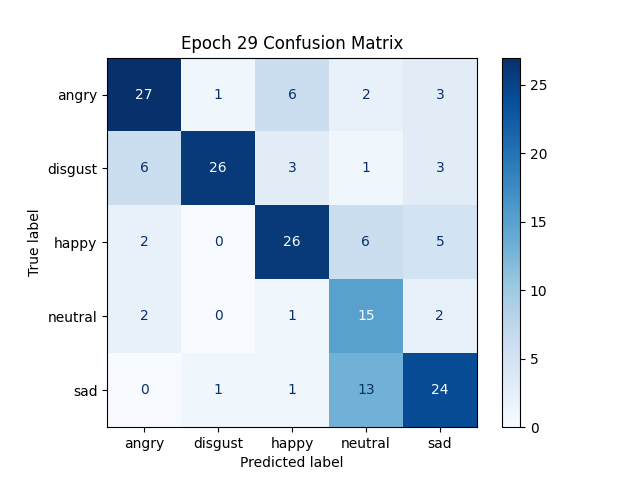 Epoch 29 Confusion Matrix
True label
angry 27 1 6 2 3
disgust 6 26 3 1 3
happy 2 0 26 6 5
neutral 2 0 1 15 2
sad 0 1 1 13 24
angry disgust happy neutral sad
Predicted label
25
20
15
10
5
0